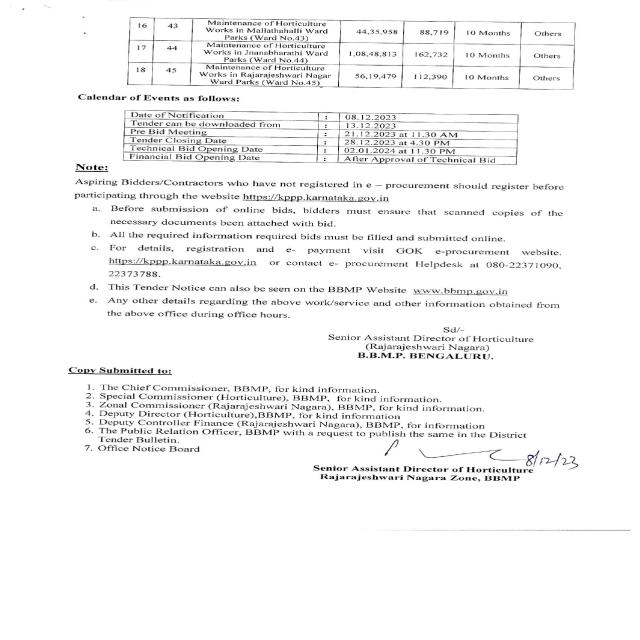 16 43 Maintenance of Horticulture Works in Mallathahalli Ward Parks (Ward No.43) 44,35,958 88,719 10 Months Others
17 44 Maintenance of Horticulture Works in Jnanabharathi Ward Parks (Ward No.44) 1,08,48,813 162,732 10 Months Others
18 45 Maintenance of Horticulture Works in Rajarajeshwari Nagar Ward Parks (Ward No.45) 56,19,479 112,390 10 Months Others
Calendar of Events as follows:
Date of Notification : 08.12.2023
Tender can be downloaded from : 13.12.2023
Pre Bid Meeting : 21.12.2023 at 11.30 AM
Tender Closing Date : 28.12.2023 at 4.30 PM
Technical Bid Opening Date : 02.01.2024 at 11.30 PM
Financial Bid Opening Date : After Approval of Technical Bid
Note:
Aspiring Bidders/Contractors who have not registered in e – procurement should register before
participating through the website https://kppp.karnataka.gov.in
a. Before submission of online bids, bidders must ensure that scanned copies of the
necessary documents been attached with bid.
b. All the required information required bids must be filled and submitted online.
c. For details, registration and e- payment visit GOK e-procurement website.
https://kppp.karnataka.gov,in or contact e- procurement Helpdesk at 080-22371090,
22373788.
d. This Tender Notice can also be seen on the BBMP Website www.bbmp.gov.in
e. Any other details regarding the above work/service and other information obtained from
the above office during office hours.
Sd/-
Senior Assistant Director of Horticulture
(Rajarajeshwari Nagara)
B.B.M.P. BENGALURU.
Copy Submitted to:
1. The Chief Commissioner, BBMP, for kind information.
2. Special Commissioner (Horticulture), BBMP, for kind information.
3. Zonal Commissioner (Rajarajeshwari Nagara), BBMP, for kind information.
4. Deputy Director (Horticulture),BBMP, for kind information
5. Deputy Controller Finance (Rajarajeshwari Nagara), BBMP, for information
6. The Public Relation Officer, BBMP with a request to publish the same in the District
Tender Bulletin.
7. Office Notice Board
8/12/23
Senior Assistant Director of Horticulture
Rajarajeshwari Nagara Zone, BBMP